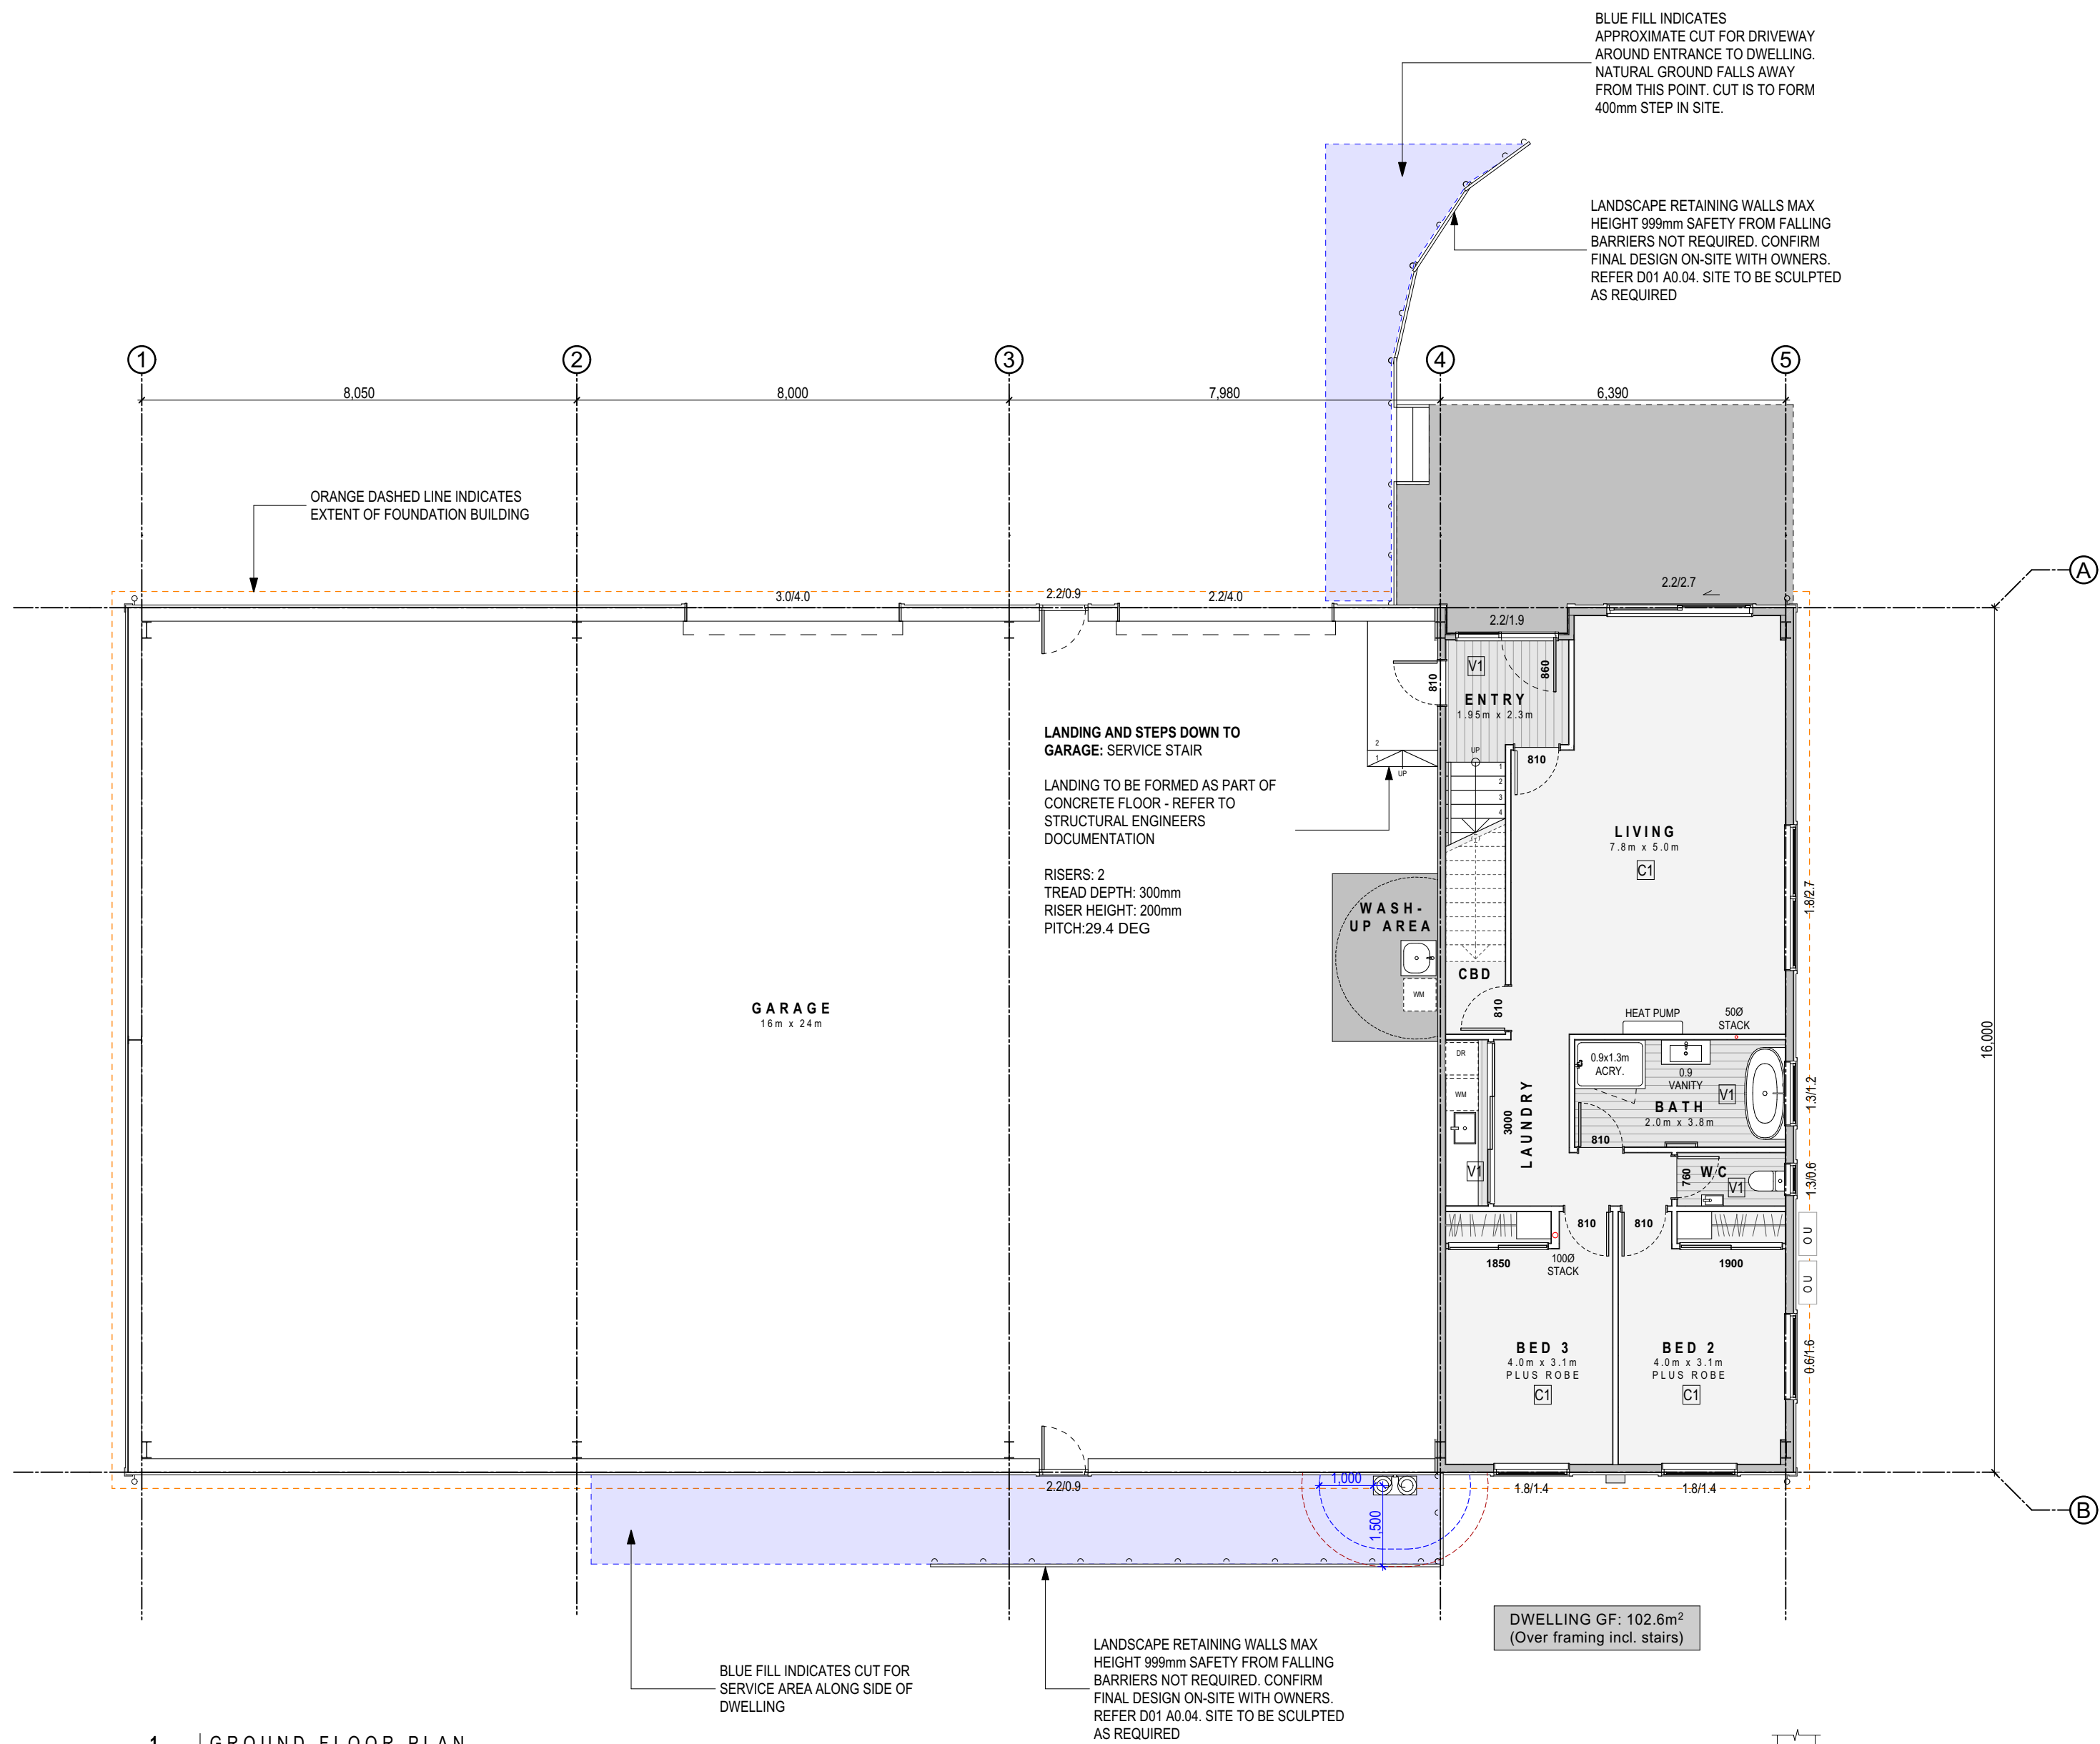 BLUE FILL INDICATES
APPROXIMATE CUT FOR DRIVEWAY
AROUND ENTRANCE TO DWELLING.
NATURAL GROUND FALLS AWAY
FROM THIS POINT. CUT IS TO FORM
400mm STEP IN SITE.
LANDSCAPE RETAINING WALLS MAX
HEIGHT 999mm SAFETY FROM FALLING
BARRIERS NOT REQUIRED. CONFIRM
FINAL DESIGN ON-SITE WITH OWNERS.
REFER D01 A0.04. SITE TO BE SCULPTED
AS REQUIRED
1 2 3 4 5
8,050 8,000 7,980 6,390
ORANGE DASHED LINE INDICATES
EXTENT OF FOUNDATION BUILDING
A
3.0/4.0 2.2/0.9 2.2/4.0 2.2/2.7
2.2/1.9
V1
860
810
ENTRY
1.95m x 2.3m
LANDING AND STEPS DOWN TO
GARAGE: SERVICE STAIR
LANDING TO BE FORMED AS PART OF
CONCRETE FLOOR - REFER TO
STRUCTURAL ENGINEERS
DOCUMENTATION
RISERS: 2
TREAD DEPTH: 300mm
RISER HEIGHT: 200mm
PITCH:29.4 DEG
2
1
UP
UP
1
2
3
4
810
LIVING
7.8m x 5.0m
C1
1.8/2.7
WASH-
UP AREA
WM
CBD
810
GARAGE
16m x 24m
HEAT PUMP
50Ø
STACK
16,000
DR
WM
V1
3000
LAUNDRY
0.9x1.3m
ACRY.
0.9
VANITY
V1
BATH
2.0m x 3.8m
810
1.3/1.2
760
WC
V1
1.3/0.6
810 810
OU
OU
1850
100Ø
STACK
1900
BED 3
4.0m x 3.1m
PLUS ROBE
C1
BED 2
4.0m x 3.1m
PLUS ROBE
C1
0.6/1.6
2.2/0.9
1,000
1,500
1.8/1.4 1.8/1.4
B
DWELLING GF: 102.6m²
(Over framing incl. stairs)
BLUE FILL INDICATES CUT FOR
SERVICE AREA ALONG SIDE OF
DWELLING
LANDSCAPE RETAINING WALLS MAX
HEIGHT 999mm SAFETY FROM FALLING
BARRIERS NOT REQUIRED. CONFIRM
FINAL DESIGN ON-SITE WITH OWNERS.
REFER D01 A0.04. SITE TO BE SCULPTED
AS REQUIRED
1 GROUND FLOOR PLAN